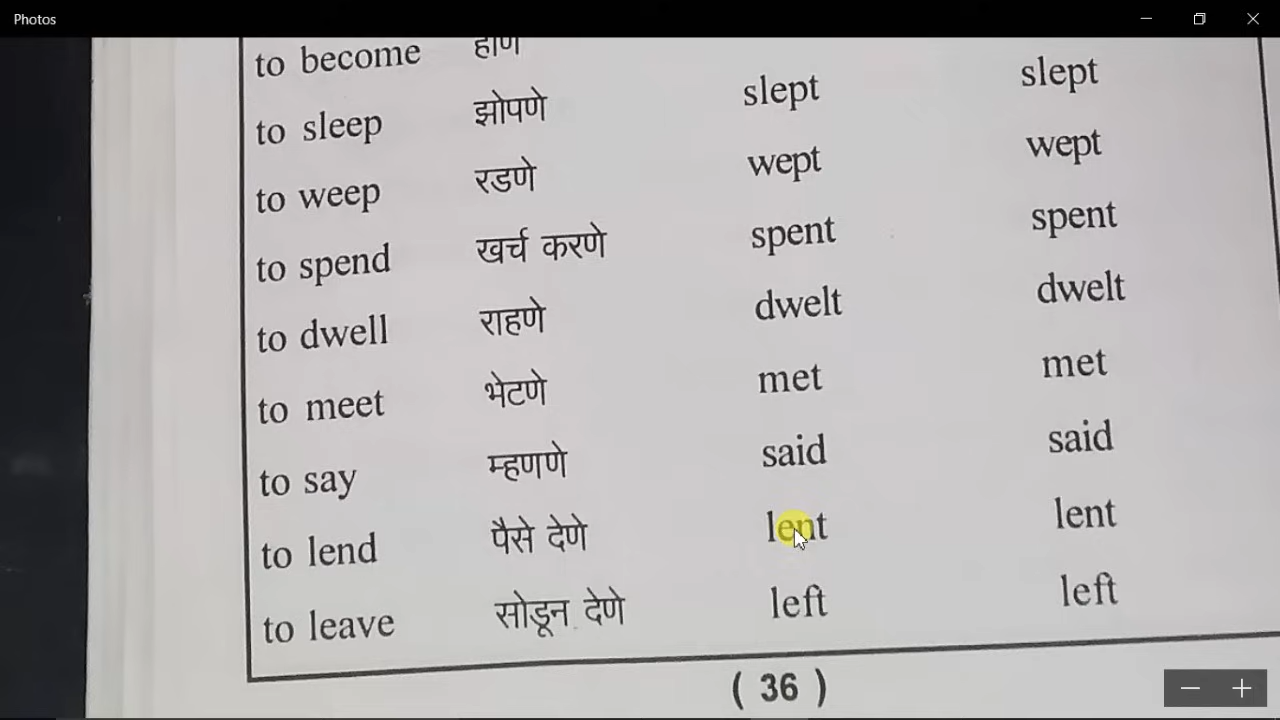 Photos
to become होणे
to sleep झोपणे slept slept
to weep रडणे wept wept
to spend खर्च करणे spent spent
to dwell राहणे dwelt dwelt
to meet भेटणे met met
to say म्हणणे said said
to lend पैसे देणे lent lent
to leave सोडून देणे left left
( 36 )